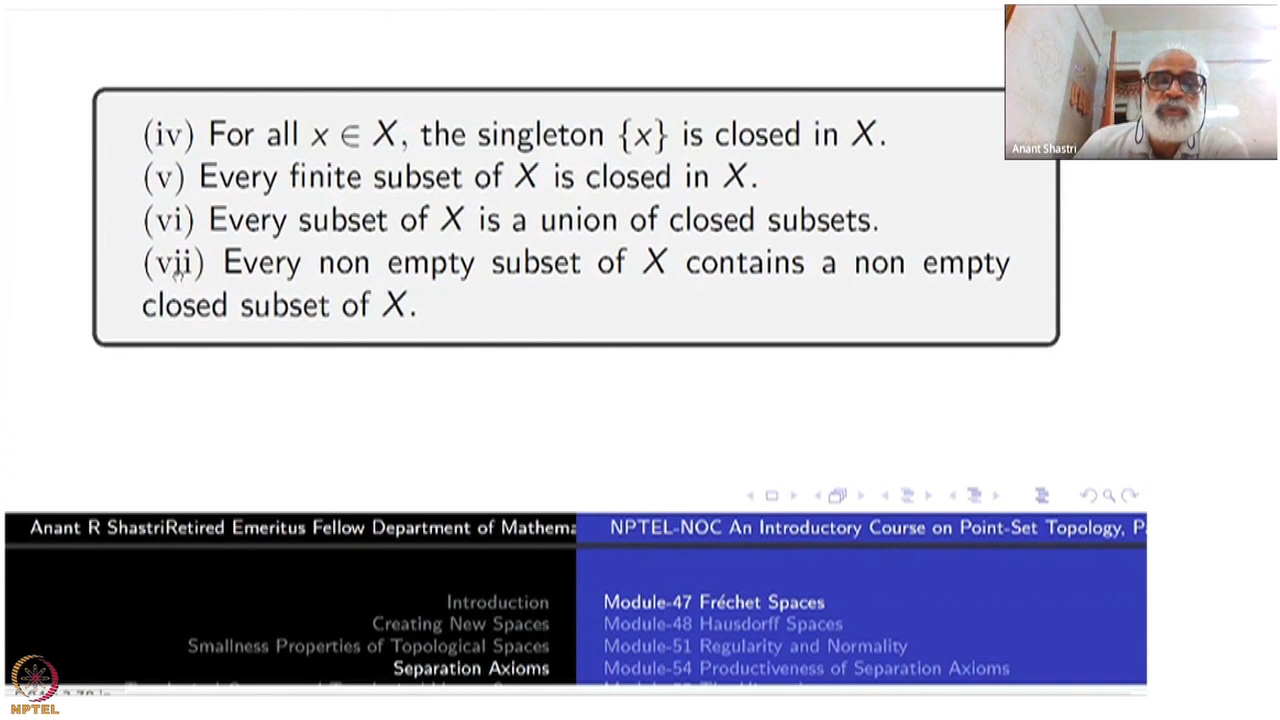 (iv) For all x ∈ X, the singleton {x} is closed in X.
(v) Every finite subset of X is closed in X.
(vi) Every subset of X is a union of closed subsets.
(vii) Every non empty subset of X contains a non empty
closed subset of X.
Anant Shastri
Anant R ShastriRetired Emeritus Fellow Department of Mathema
NPTEL-NOC An Introductory Course on Point-Set Topology, P
Introduction
Creating New Spaces
Smallness Properties of Topological Spaces
Separation Axioms
Module-47 Fréchet Spaces
Module-48 Hausdorff Spaces
Module-51 Regularity and Normality
Module-54 Productiveness of Separation Axioms
NPTEL